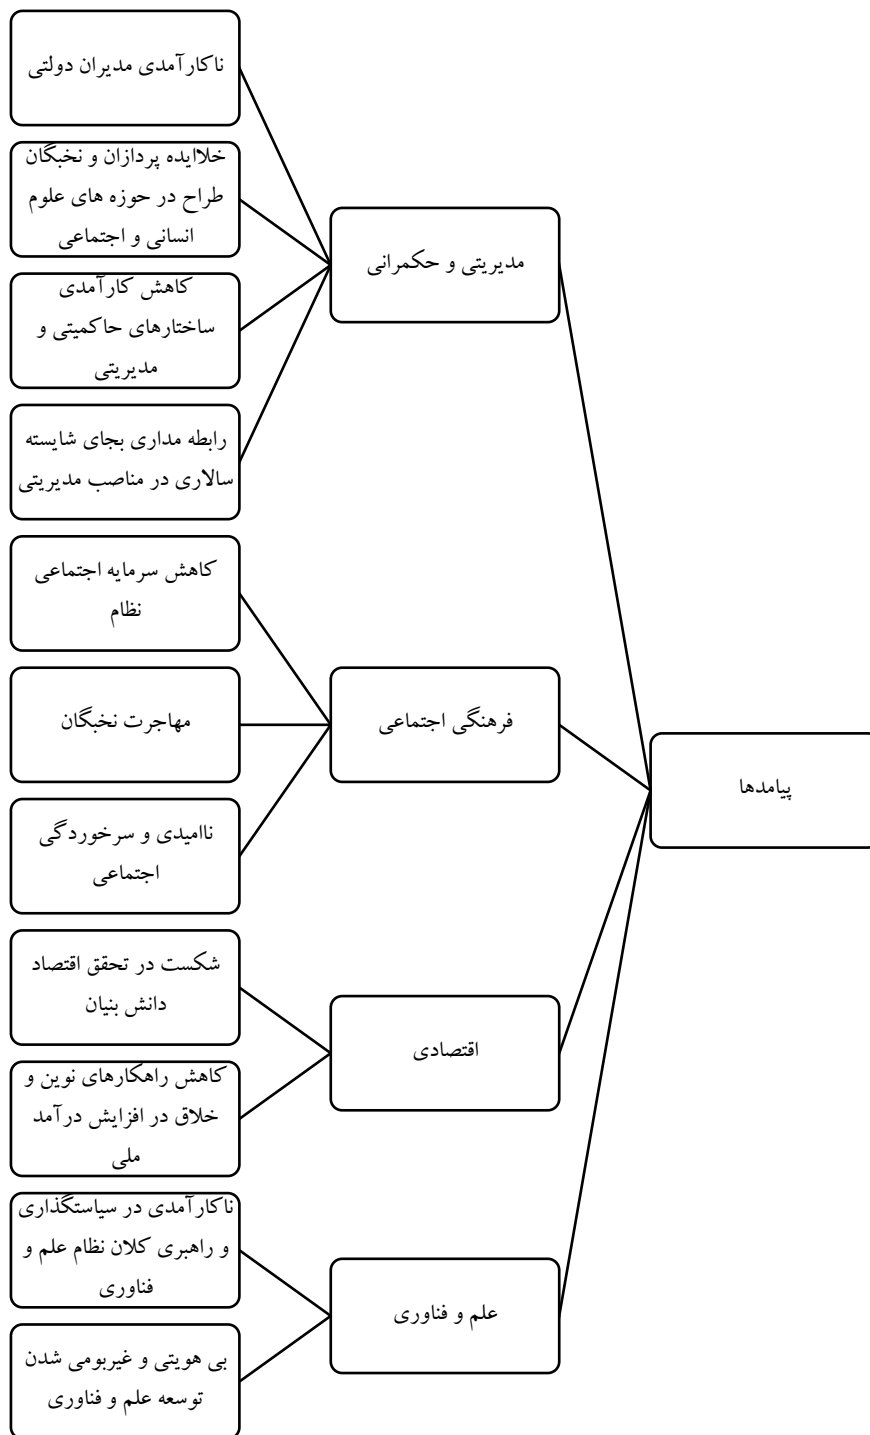 پیامدها
مدیریتی و حکمرانی
ناکارآمدی مدیران دولتی
خلاایده پردازان و نخبگان
طراح در حوزه های علوم
انسانی و اجتماعی
کاهش کارآمدی
ساختارهای حاکمیتی و
مدیریتی
رابطه مداری بجای شایسته
سالاری در مناصب مدیریتی
فرهنگی اجتماعی
کاهش سرمایه اجتماعی
نظام
مهاجرت نخبگان
ناامیدی و سرخوردگی
اجتماعی
اقتصادی
شکست در تحقق اقتصاد
دانش بنیان
کاهش راهکارهای نوین و
خلاق در افزایش درآمد
ملی
علم و فناوری
ناکارآمدی در سیاستگذاری
و راهبری کلان نظام علم و
فناوری
بی هویتی و غیربومی شدن
توسعه علم و فناوری